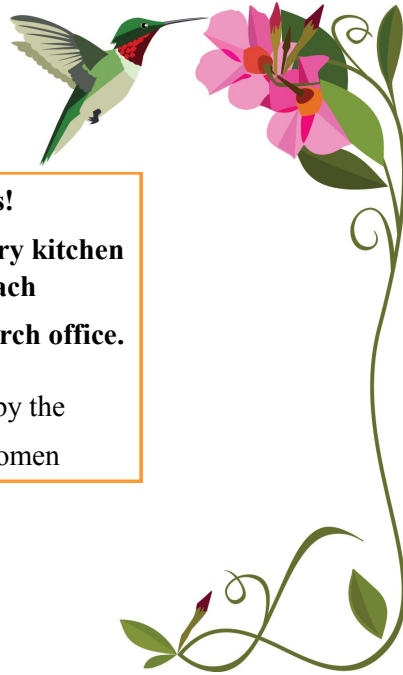 s!
ry kitchen
ach
rch office.
by the
omen